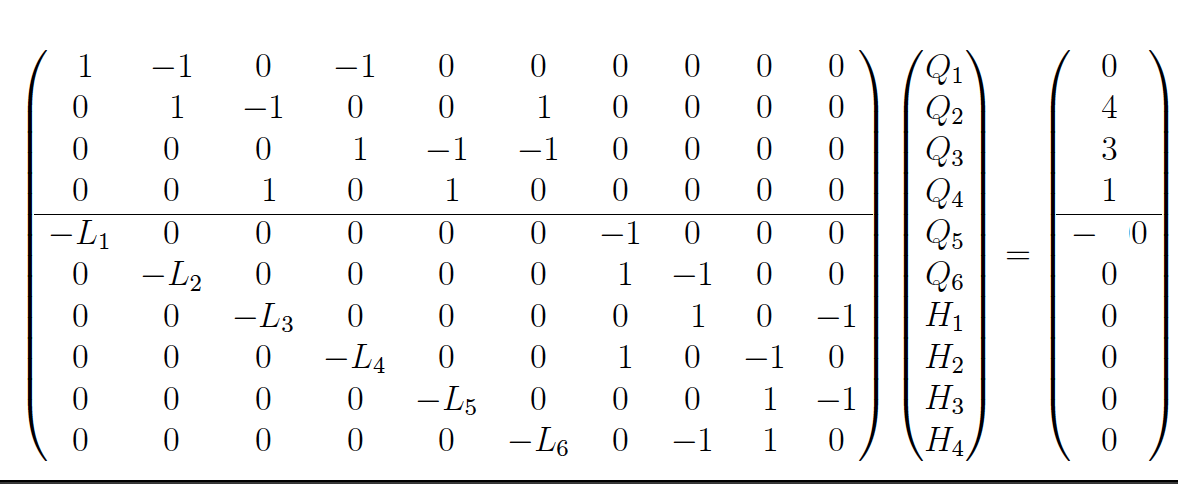 1 −1 0 −1 0 0 0 0 0 0 Q1 0
0 1 −1 0 0 1 0 0 0 0 Q2 4
0 0 0 1 −1 −1 0 0 0 0 Q3 3
0 0 1 0 1 0 0 0 0 0 Q4 1
−L1 0 0 0 0 0 −1 0 0 0 Q5 − 0
0 −L2 0 0 0 0 1 −1 0 0 Q6 = 0
0 0 −L3 0 0 0 0 1 0 −1 H1 0
0 0 0 −L4 0 0 1 0 −1 0 H2 0
0 0 0 0 −L5 0 0 0 1 −1 H3 0
0 0 0 0 0 −L6 0 −1 1 0 H4 0